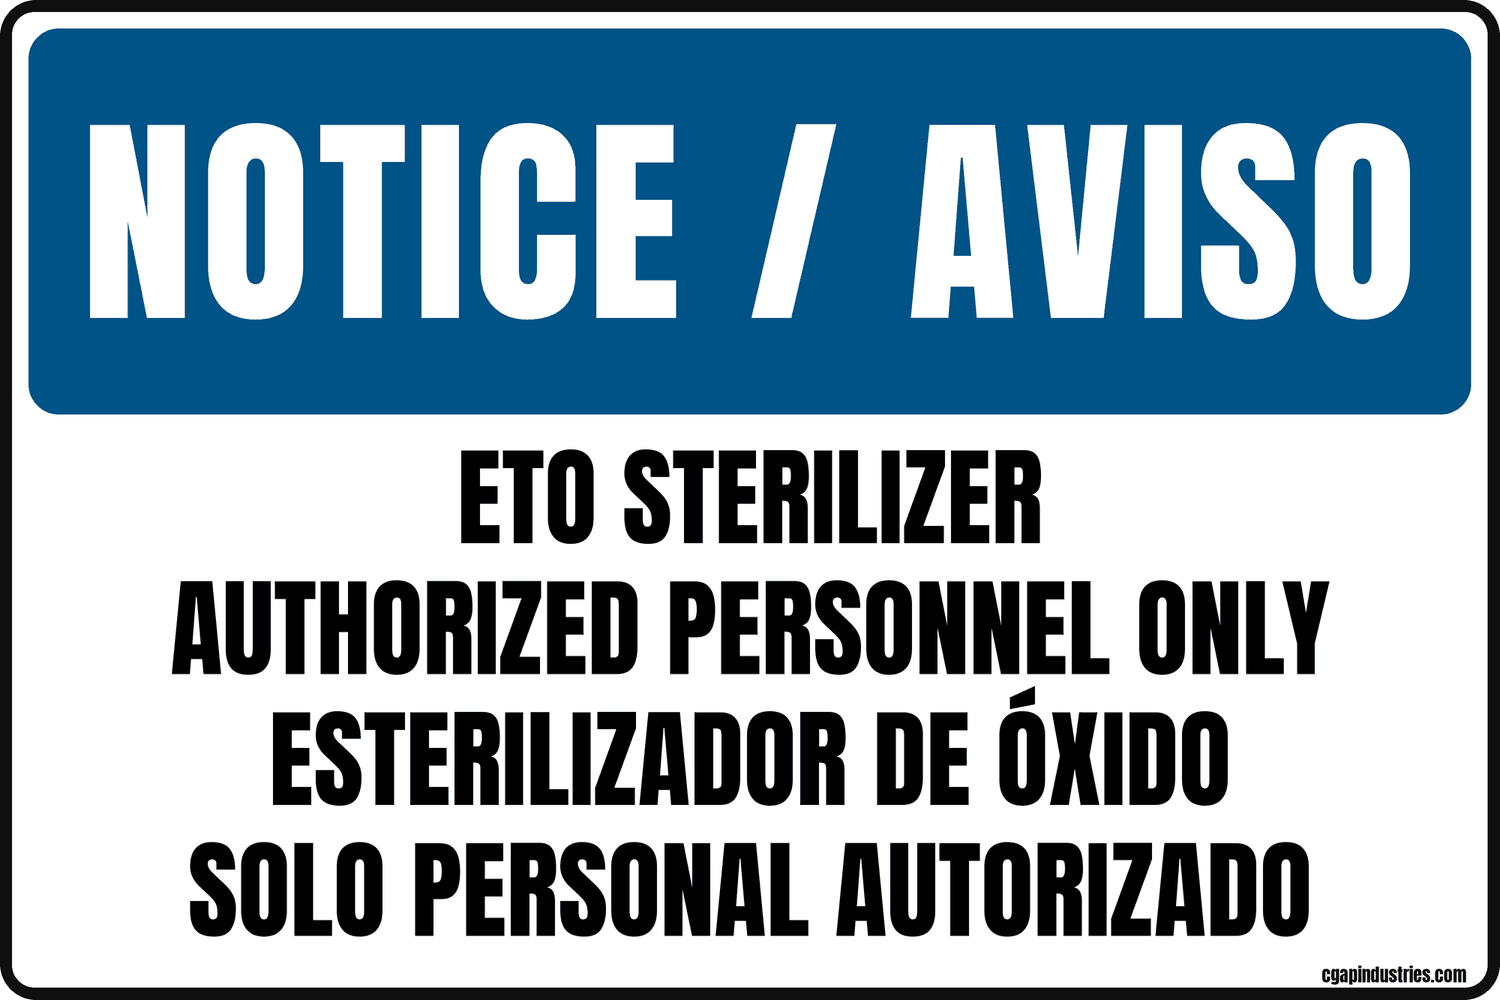 NOTICE / AVISO
ETO STERILIZER
AUTHORIZED PERSONNEL ONLY
ESTERILIZADOR DE ÓXIDO
SOLO PERSONAL AUTORIZADO
cgapindustries.com